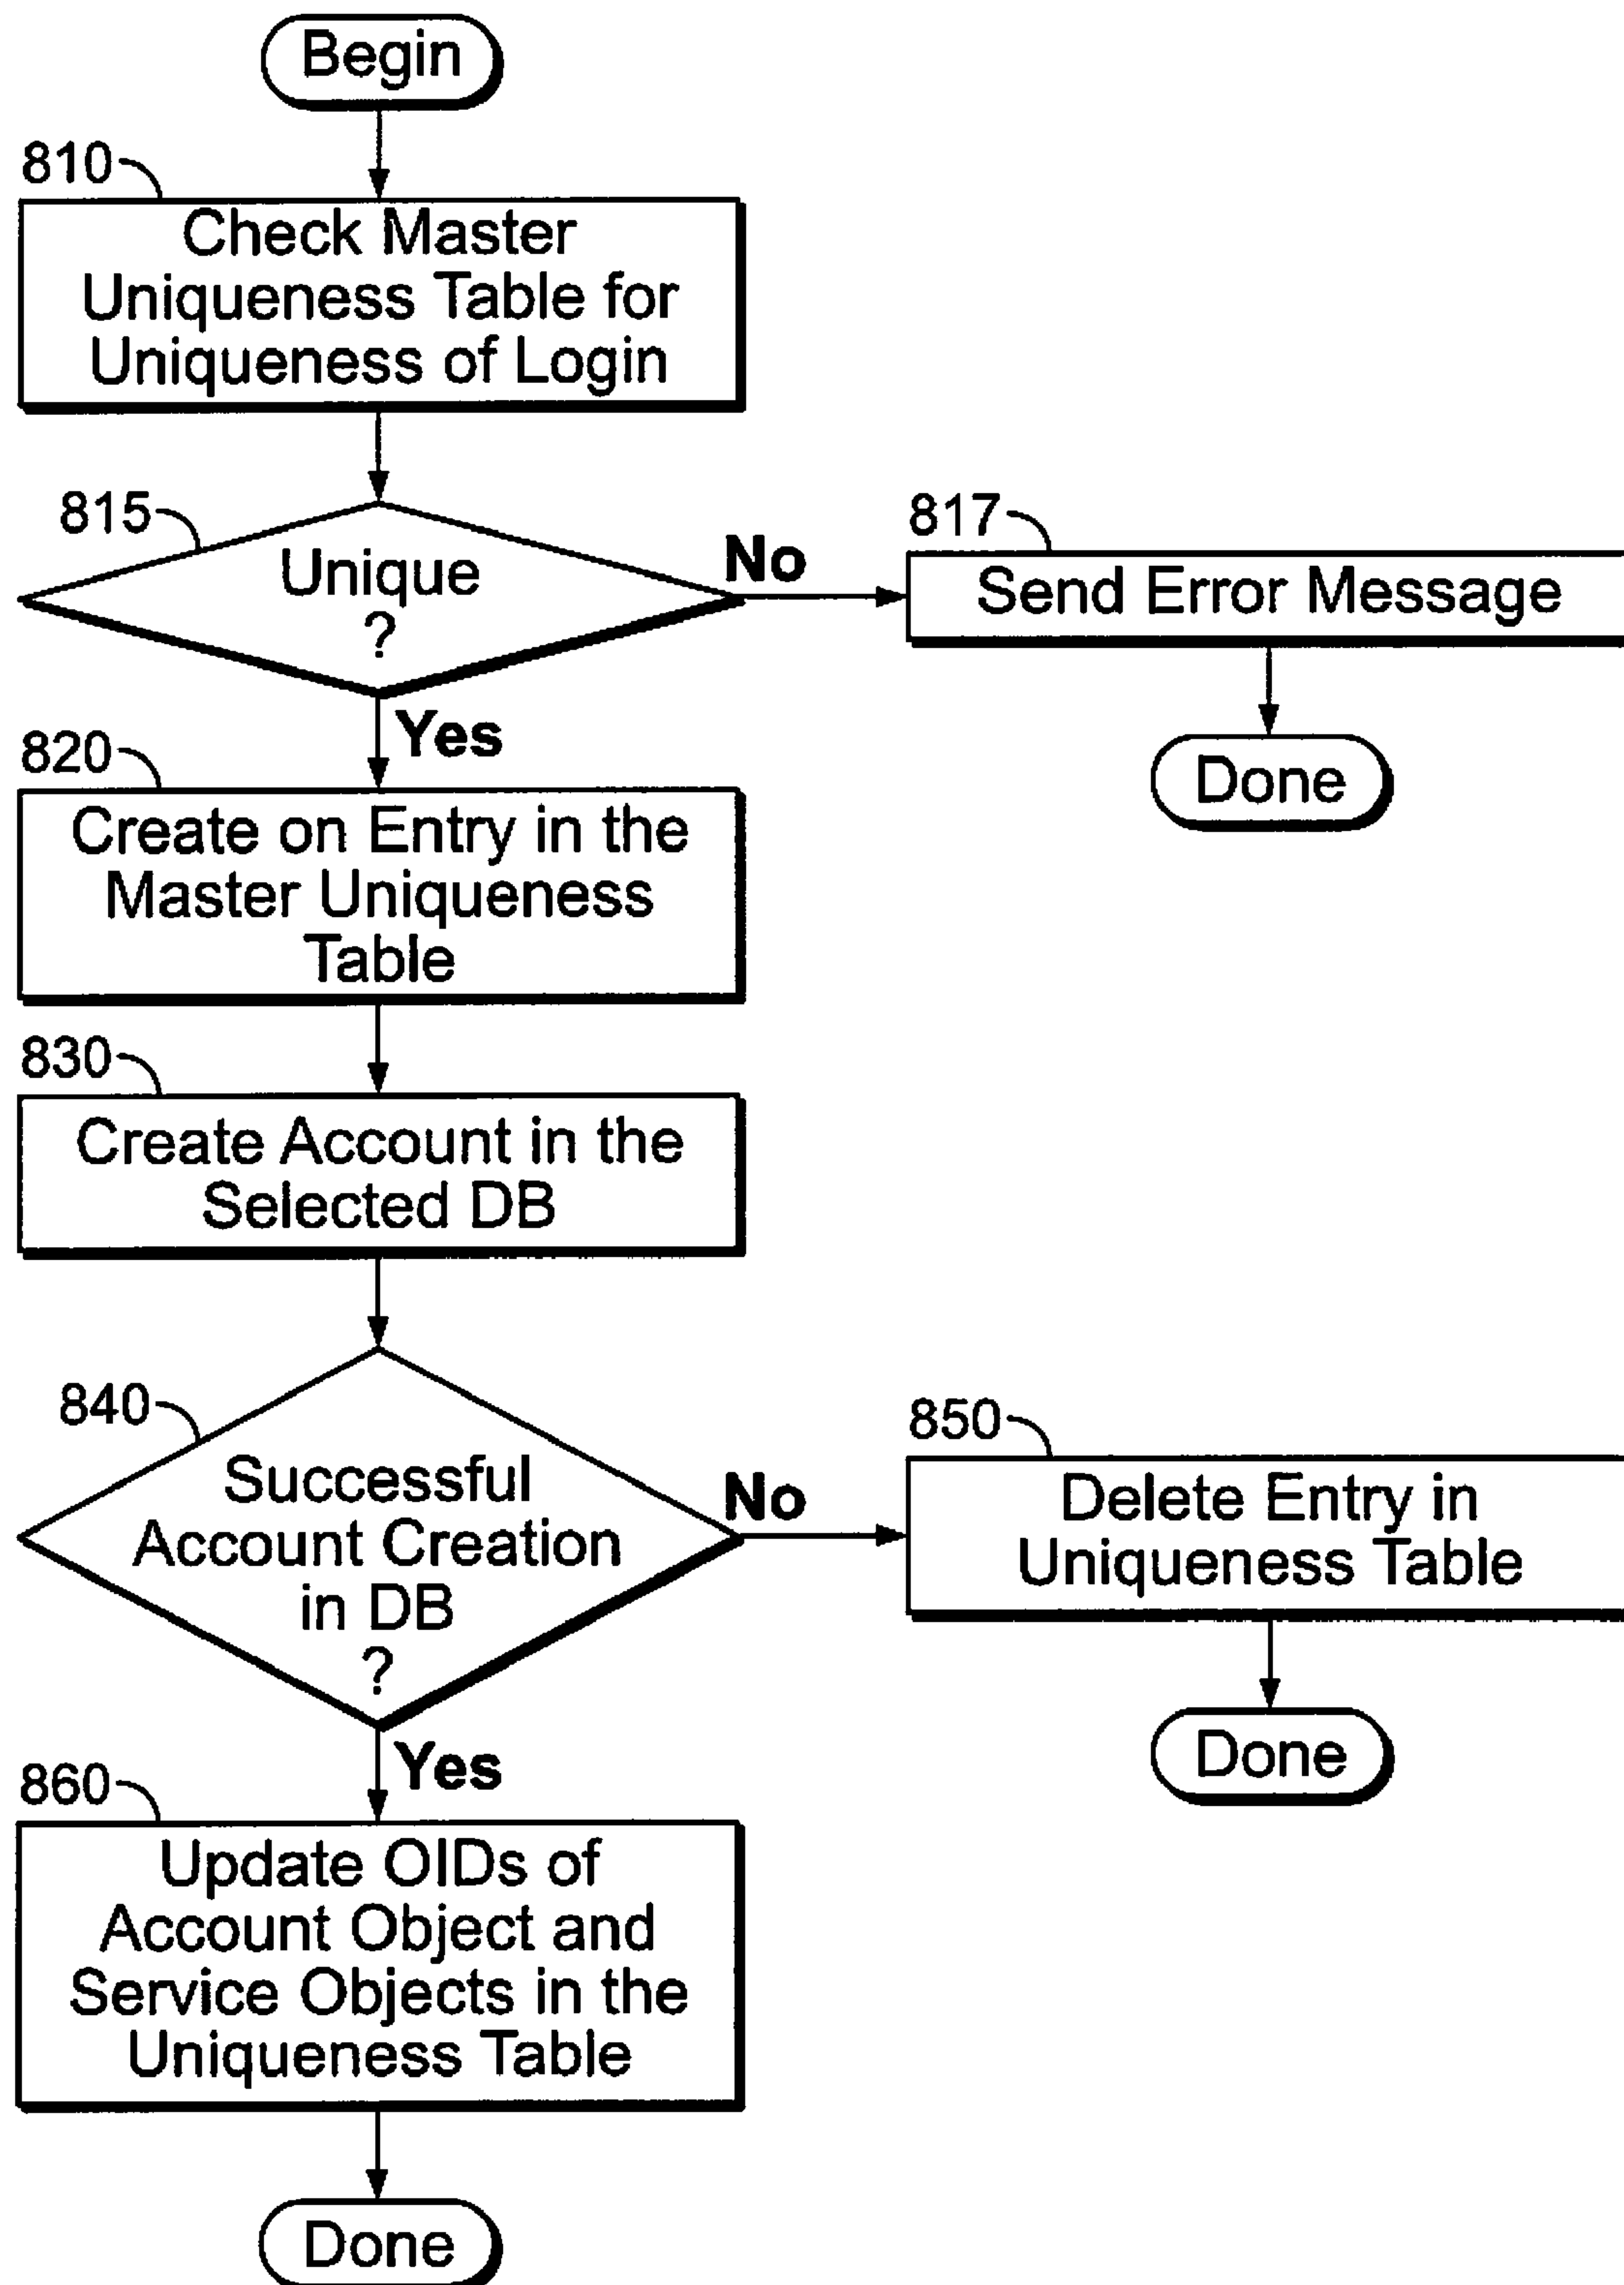 Begin
810
Check Master
Uniqueness Table for
Uniqueness of Login
815
Unique
?
No
817
Send Error Message
Done
Yes
820
Create on Entry in the
Master Uniqueness
Table
830
Create Account in the
Selected DB
840
Successful
Account Creation
in DB
?
No
850
Delete Entry in
Uniqueness Table
Done
Yes
860
Update OIDs of
Account Object and
Service Objects in the
Uniqueness Table
Done